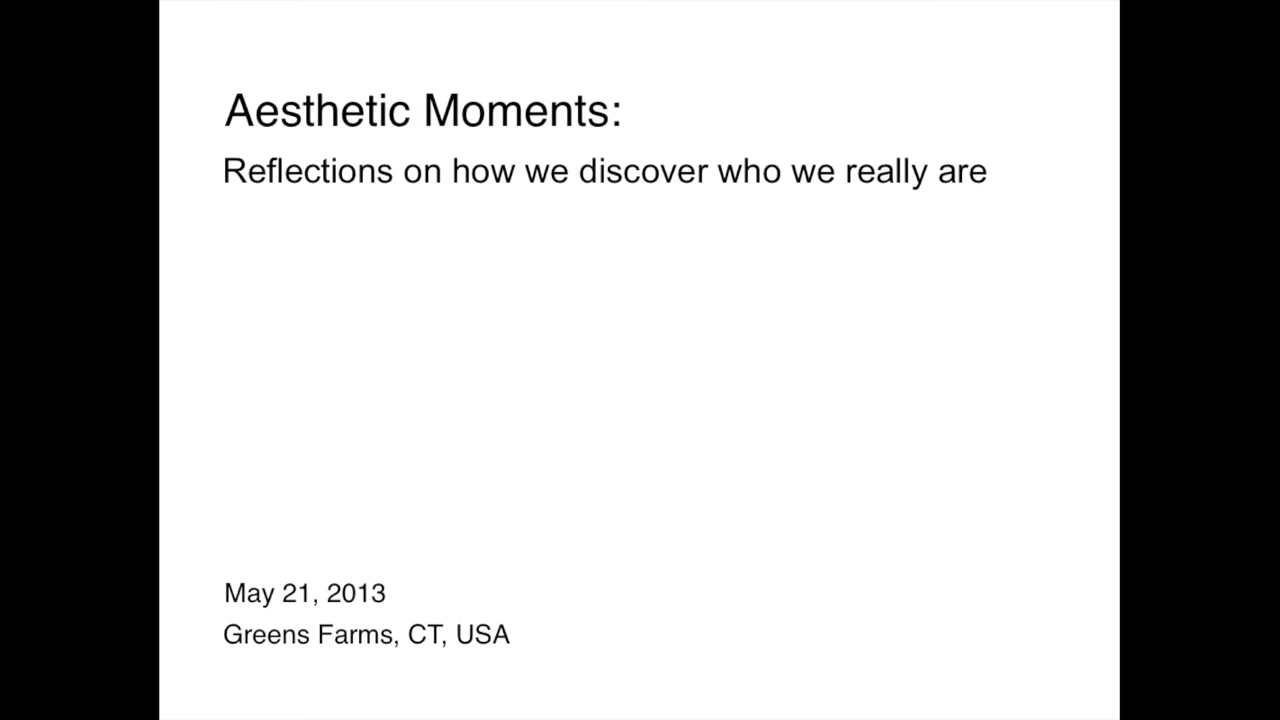 Aesthetic Moments:
Reflections on how we discover who we really are
May 21, 2013
Greens Farms, CT, USA